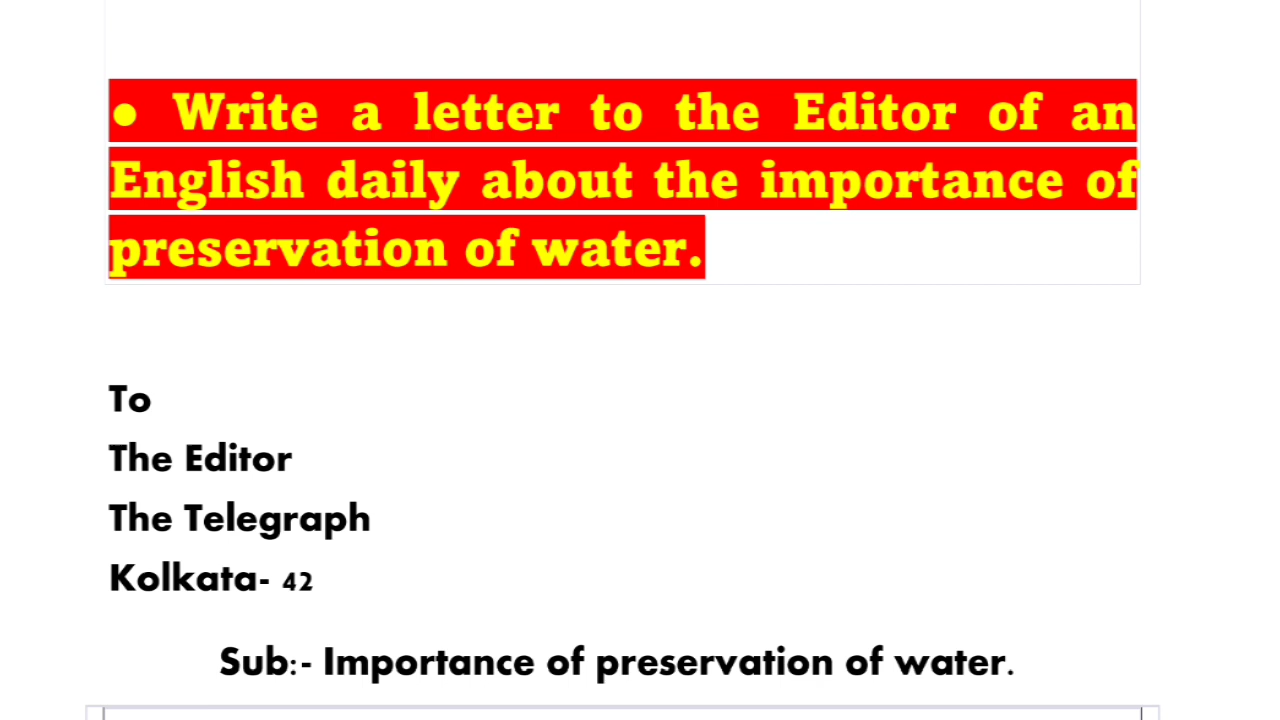 ● Write a letter to the Editor of an
English daily about the importance of
preservation of water.
To
The Editor
The Telegraph
Kolkata- 42
Sub:- Importance of preservation of water.